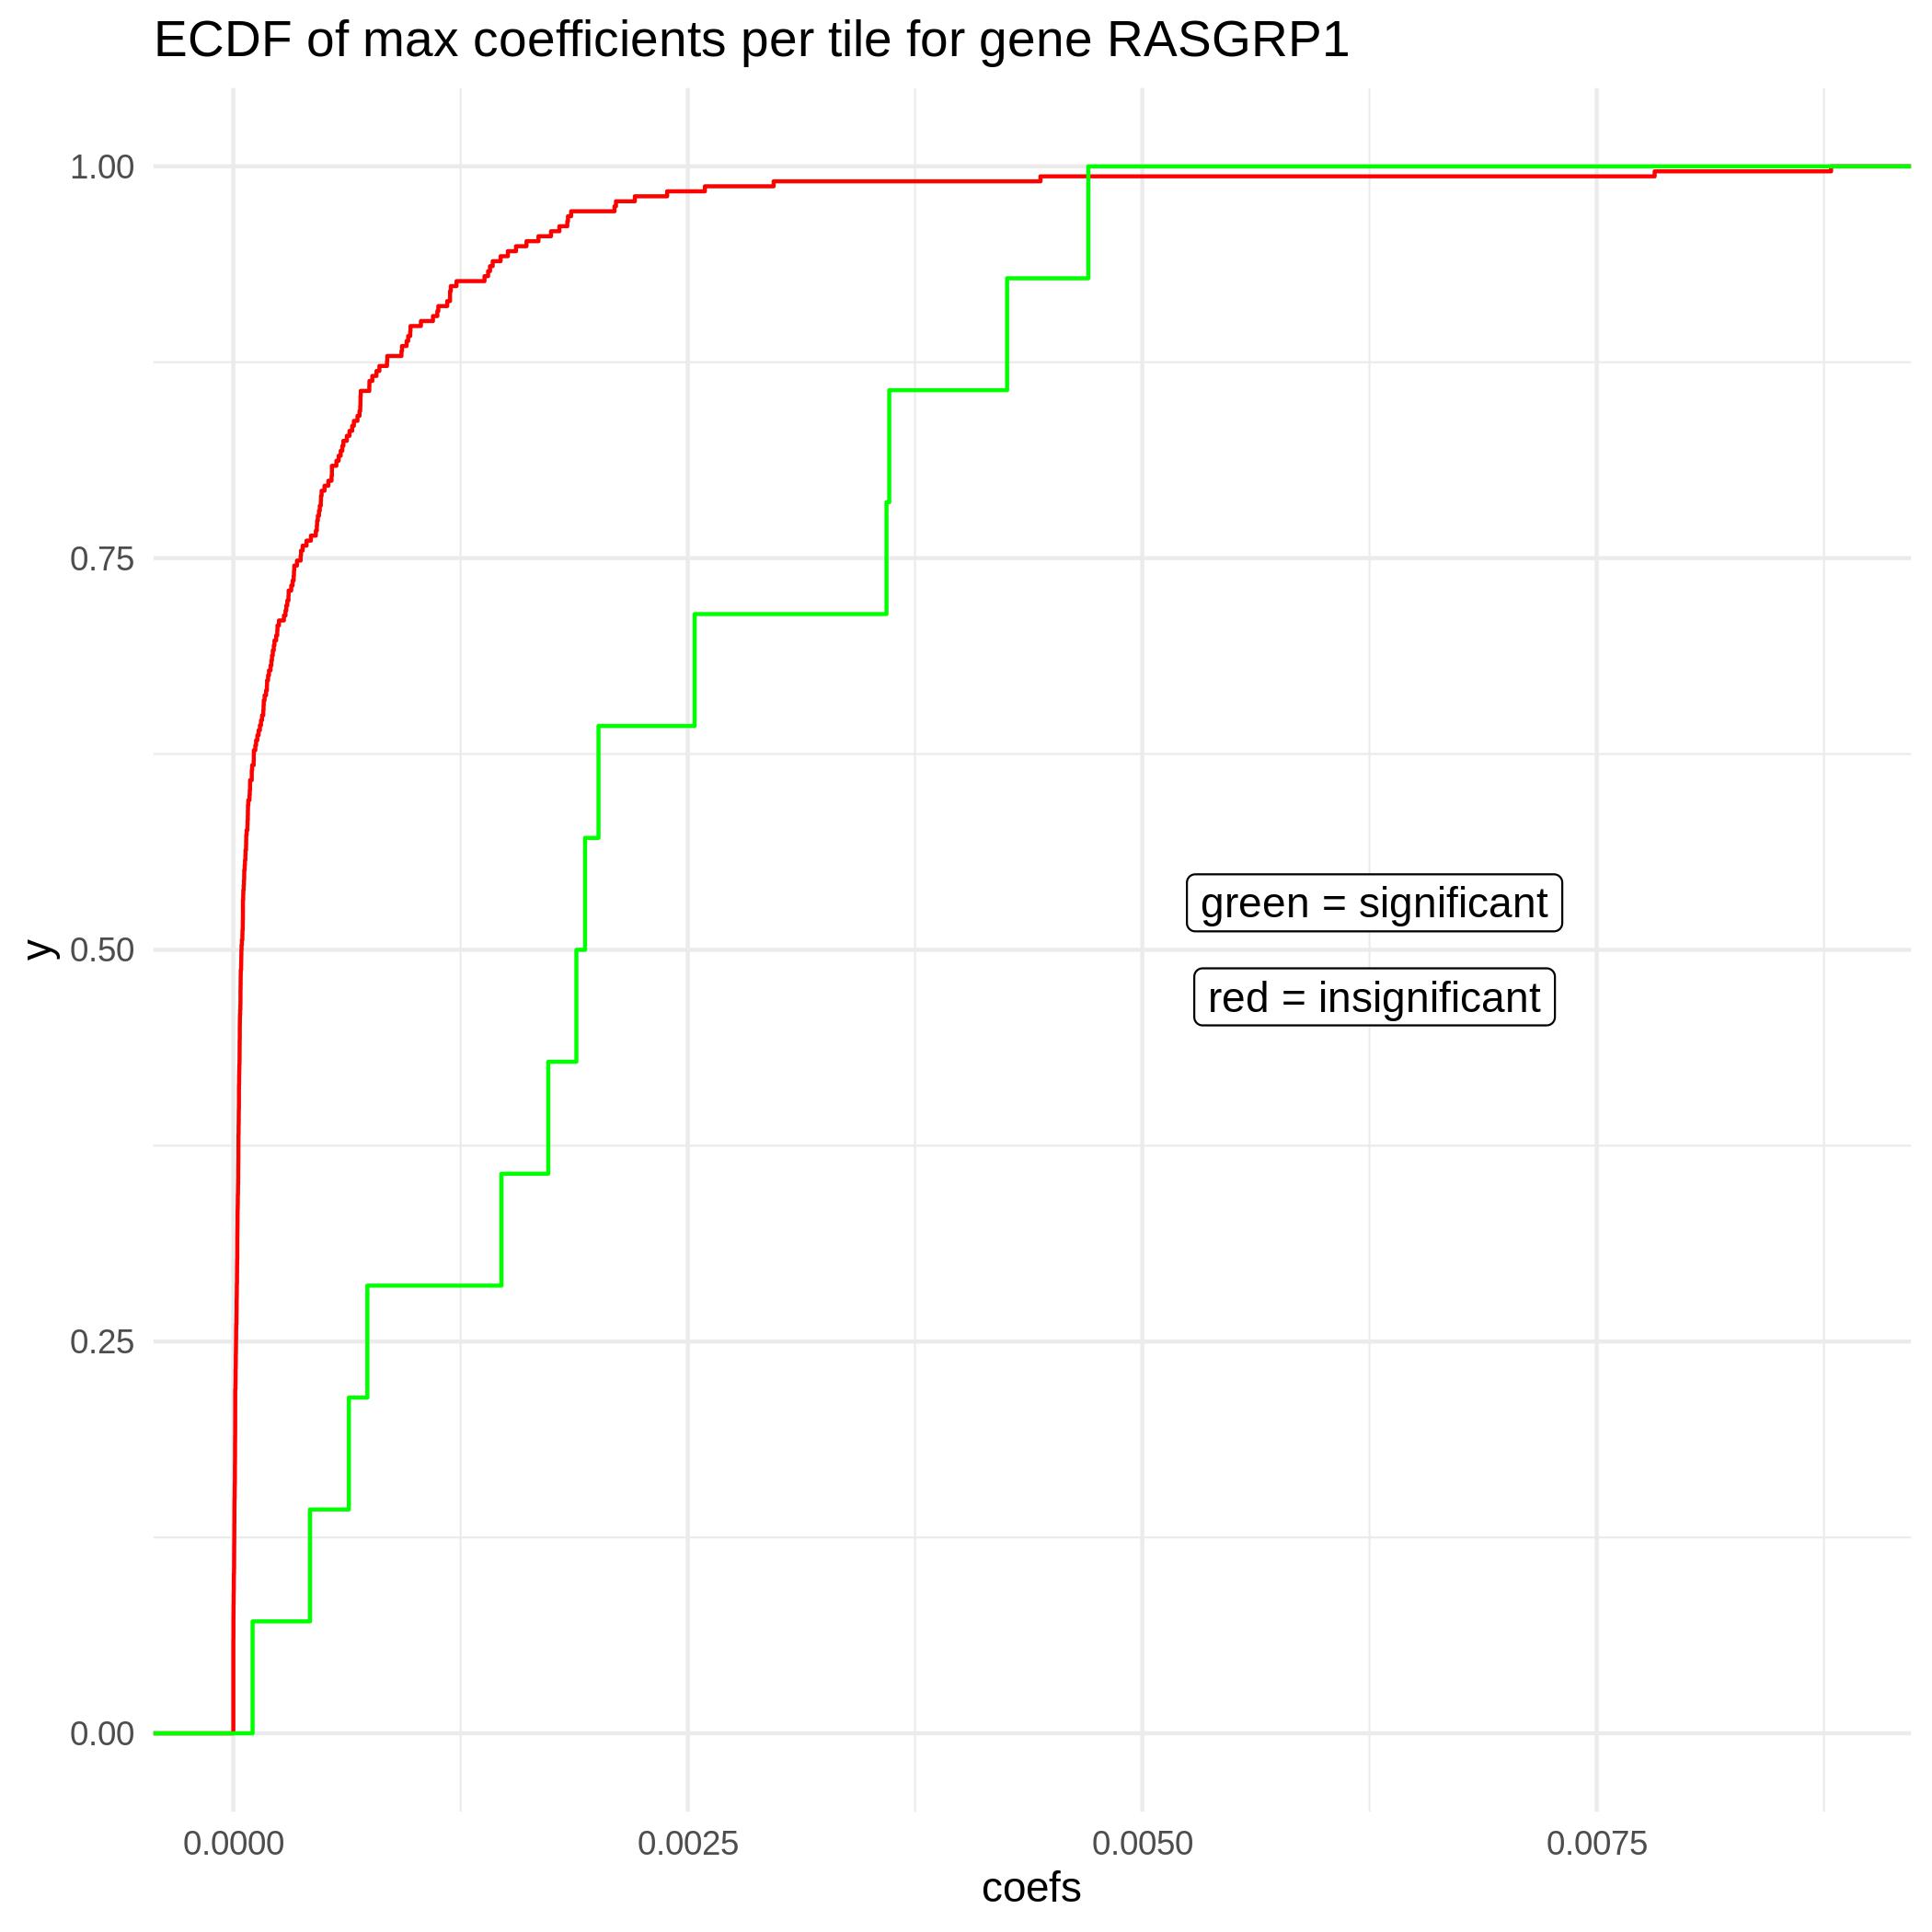 ECDF of max coefficients per tile for gene RASGRP1
1.00
0.75
0.50
0.25
0.00
y
green = significant
red = insignificant
0.0000
0.0025
0.0050
0.0075
coefs